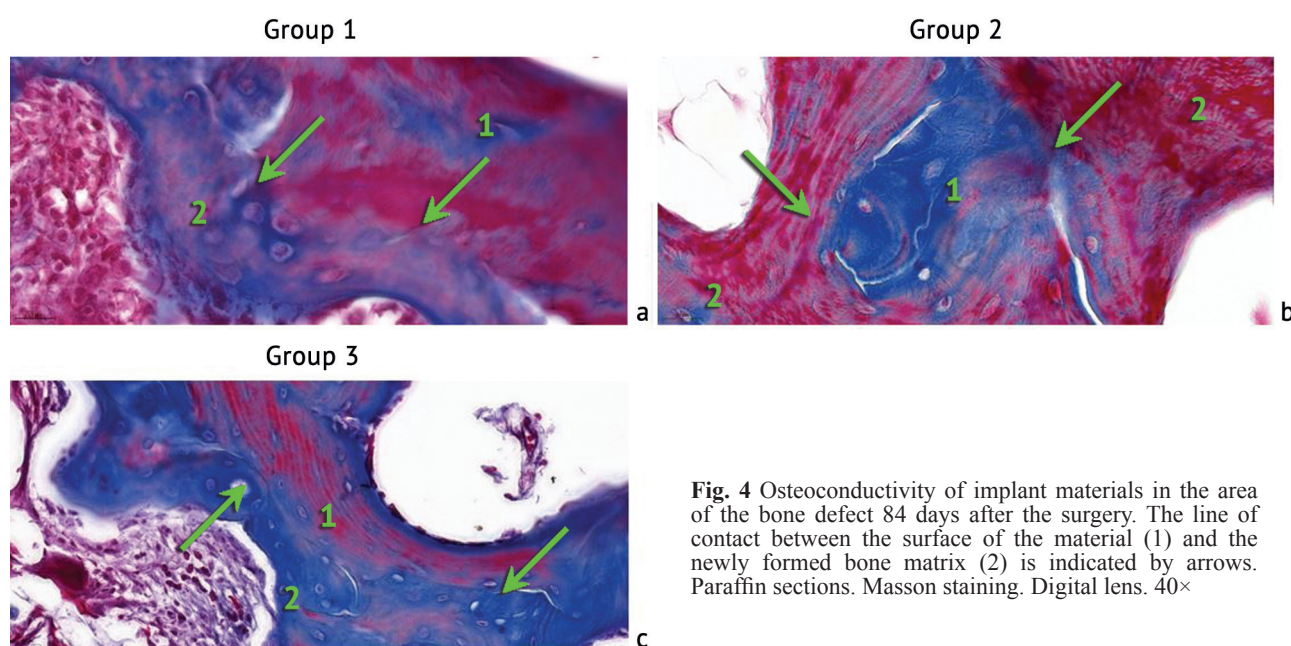 Group 1
Group 2
1
2
a
1
2
2
b
Group 3
1
2
c
Fig. 4 Osteoconductivity of implant materials in the area
of the bone defect 84 days after the surgery. The line of
contact between the surface of the material (1) and the
newly formed bone matrix (2) is indicated by arrows.
Paraffin sections. Masson staining. Digital lens. 40×